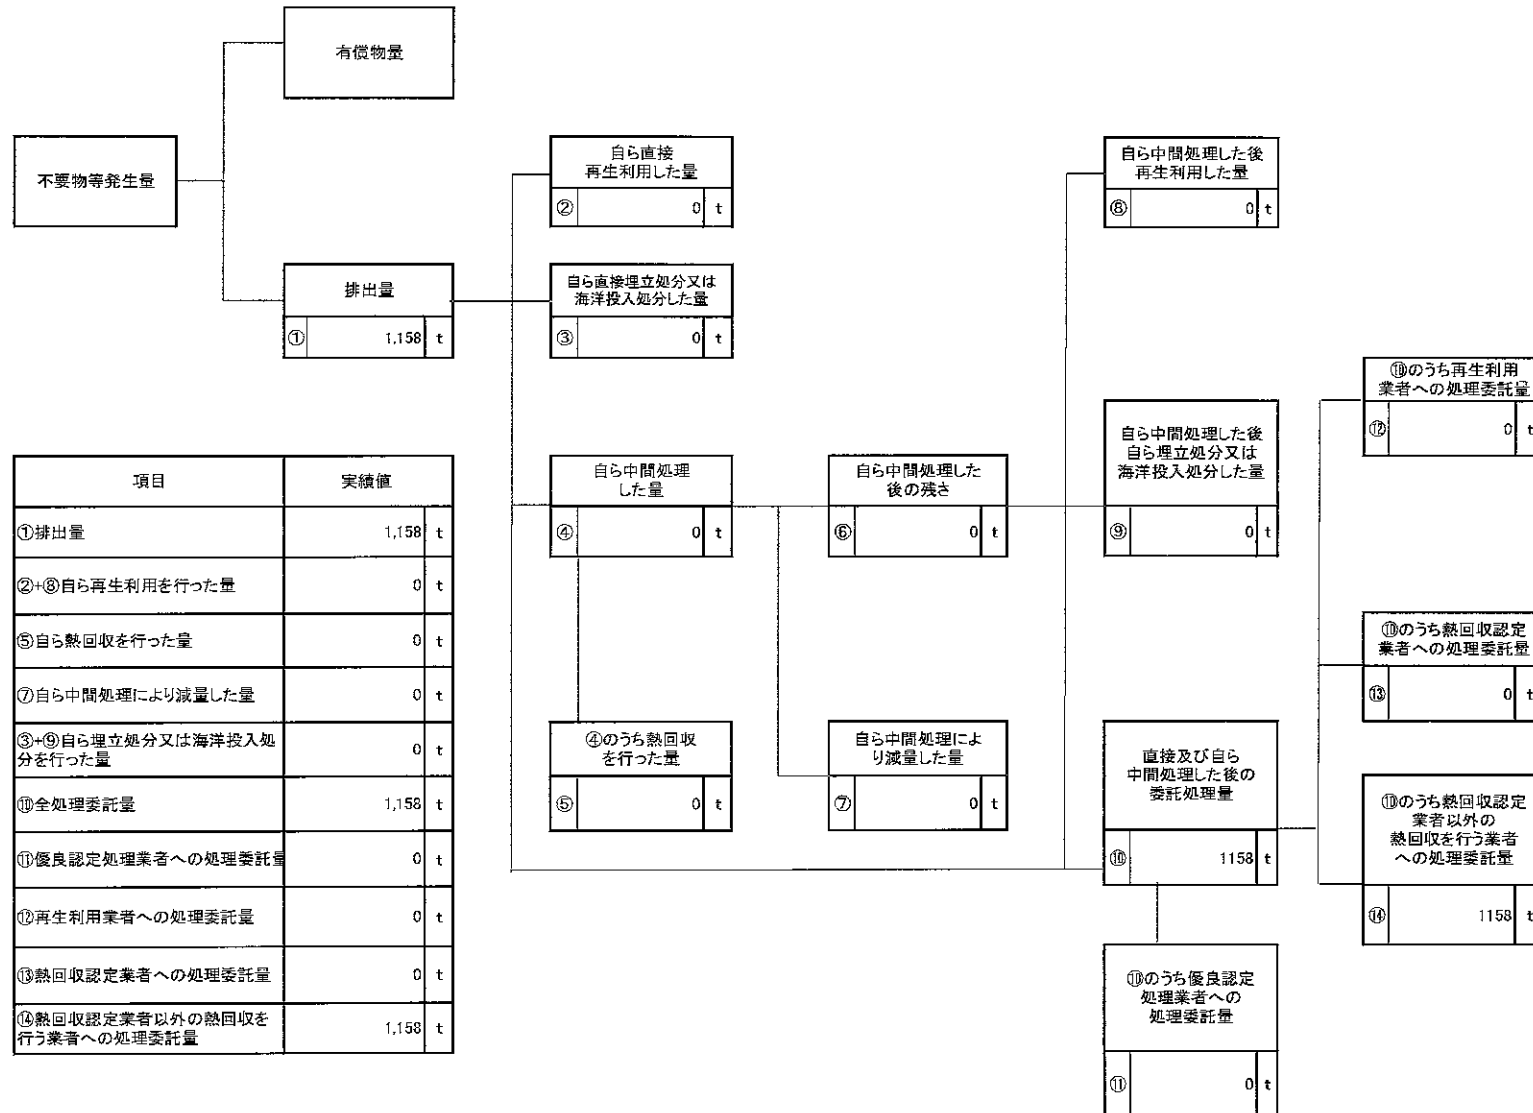 有償物量
不要物等発生量
排出量
① 1,158 t
自ら直接
再生利用した量
② 0 t
自ら直接埋立処分又は
海洋投入処分した量
③ 0 t
自ら中間処理
した量
④ 0 t
④のうち熱回収
を行った量
⑤ 0 t
自ら中間処理した
後の残さ
⑥ 0 t
自ら中間処理によ
り減量した量
⑦ 0 t
自ら中間処理した後
再生利用した量
⑧ 0 t
自ら中間処理した後
自ら埋立処分又は
海洋投入処分した量
⑨ 0 t
直接及び自ら
中間処理した後の
委託処理量
⑩ 1158 t
⑩のうち優良認定
処理業者への
処理委託量
⑪ 0 t
⑩のうち再生利用
業者への処理委託量
⑫ 0 t
⑩のうち熱回収認定
業者への処理委託量
⑬ 0 t
⑩のうち熱回収認定
業者以外の
熱回収を行う業者
への処理委託量
⑭ 1158 t
項目 実績値
①排出量 1,158 t
②+⑧自ら再生利用を行った量 0 t
⑤自ら熱回収を行った量 0 t
⑦自ら中間処理により減量した量 0 t
③+⑨自ら埋立処分又は海洋投入処
分を行った量 0 t
⑩全処理委託量 1,158 t
⑪優良認定処理業者への処理委託量 0 t
⑫再生利用業者への処理委託量 0 t
⑬熱回収認定業者への処理委託量 0 t
⑭熱回収認定業者以外の熱回収を
行う業者への処理委託量 1,158 t